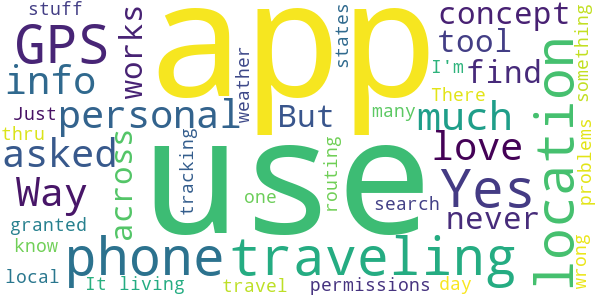 stuff
GPS
works
app
states
concept
tool
I'm
find
something
info
personal
weather
But
many
There
much
location
Just
thru
asked
across
tracking
use
routing
love
problems
Way
one
search
Yes
never
granted
know
phone
traveling
wrong
local
It living
travel
permissions
day